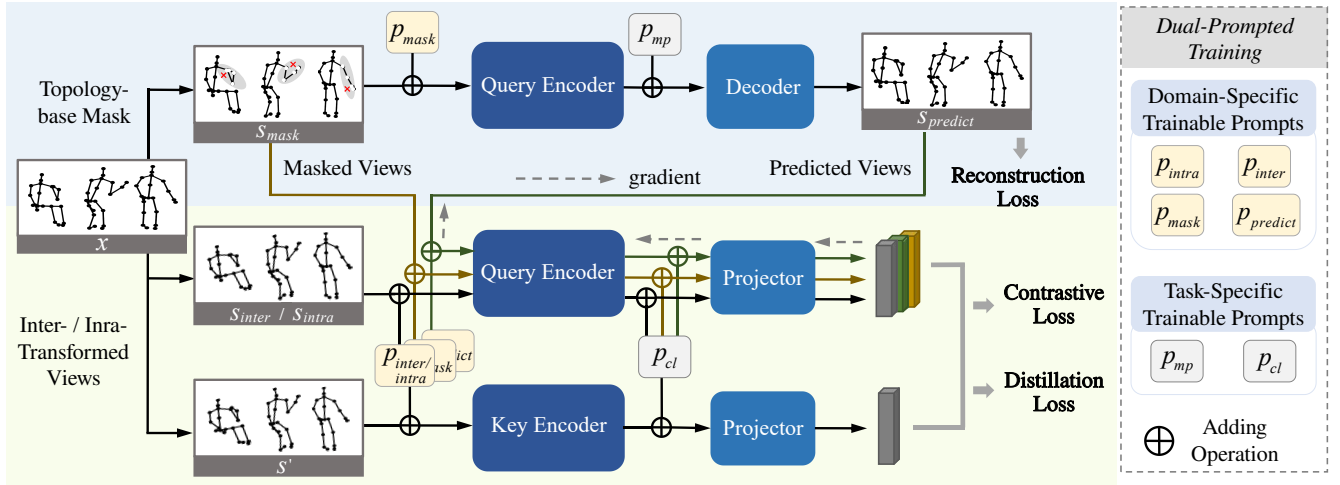 Topology-
base Mask
x
s_mask
p_mask
Query Encoder
p_mp
Decoder
s_predict
Masked Views
gradient
Predicted Views
Reconstruction
Loss
Inter- / Inra-
Transformed
Views
s_inter / s_intra
Query Encoder
Projector
p_inter/
intra
ask
ict
p_cl
Contrastive
Loss
Distillation
Loss
s'
Key Encoder
Projector
Dual-Prompted
Training
Domain-Specific
Trainable Prompts
p_intra
p_inter
p_mask
p_predict
Task-Specific
Trainable Prompts
p_mp
p_cl
Adding
Operation